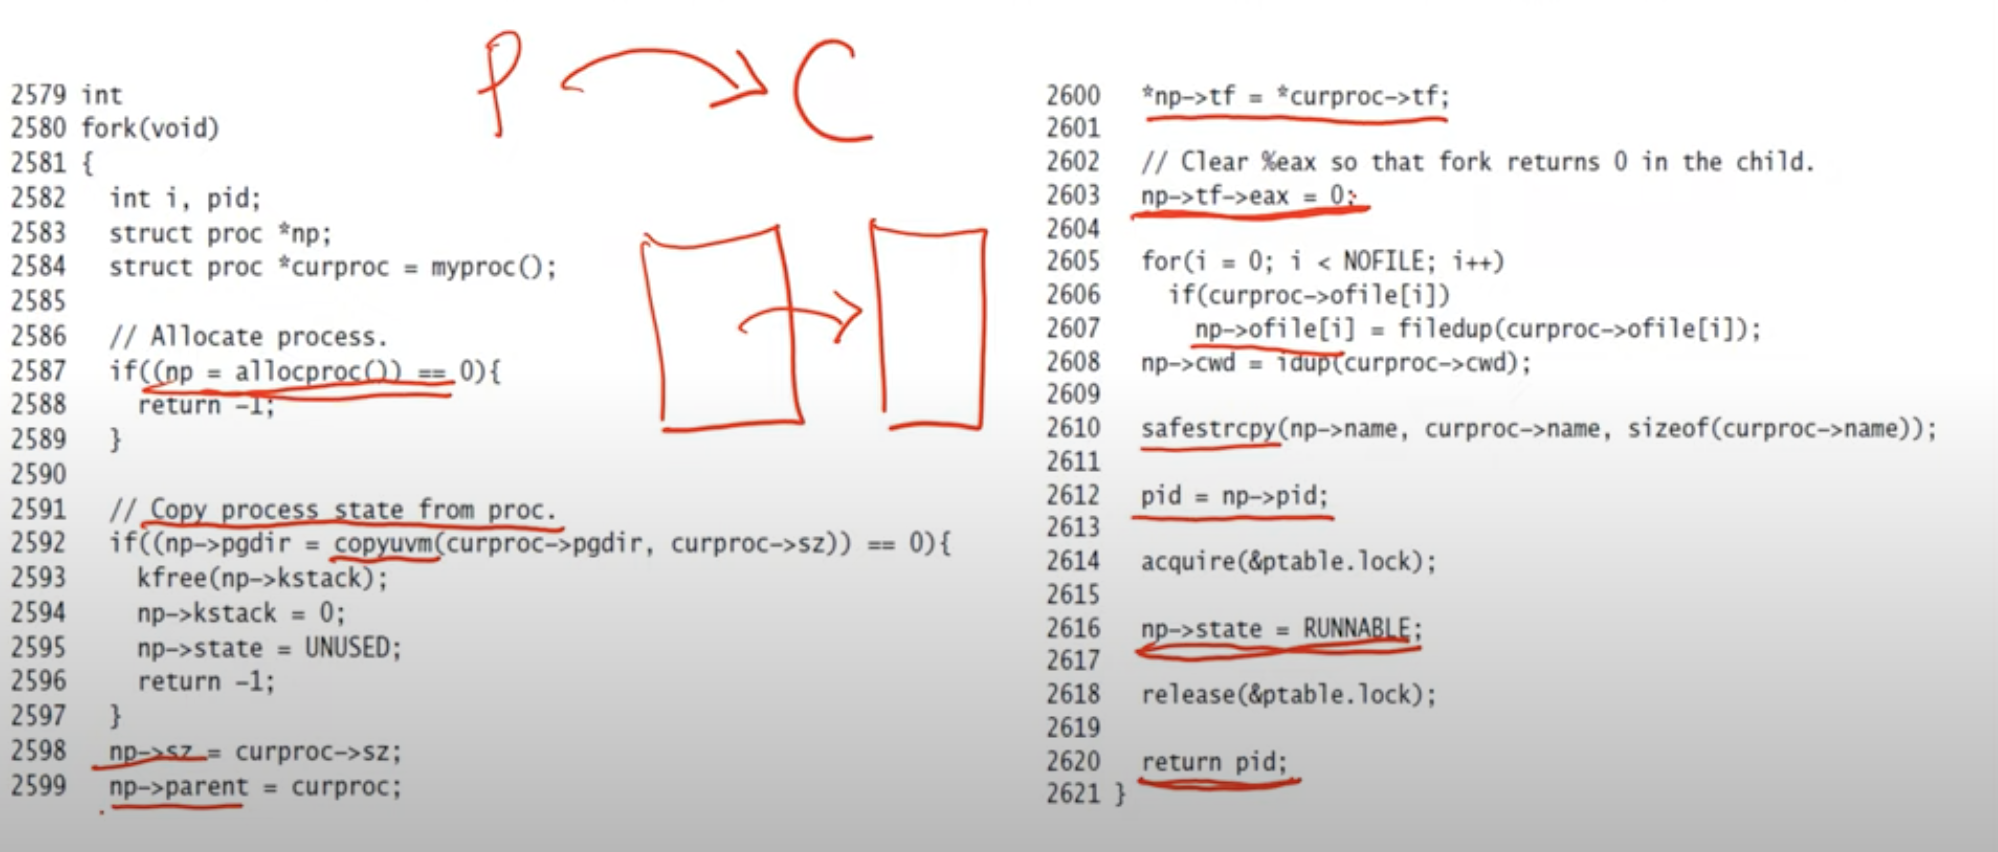 P C
2579 int
2580 fork(void)
2581 {
2582 int i, pid;
2583 struct proc *np;
2584 struct proc *curproc = myproc();
2585
2586 // Allocate process.
2587 if((np = allocproc()) == 0){
2588 return -1;
2589 }
2590
2591 // Copy process state from proc.
2592 if((np->pgdir = copyuvm(curproc->pgdir, curproc->sz)) == 0){
2593 kfree(np->kstack);
2594 np->kstack = 0;
2595 np->state = UNUSED;
2596 return -1;
2597 }
2598 np->sz = curproc->sz;
2599 np->parent = curproc;
2600 *np->tf = *curproc->tf;
2601
2602 // Clear %eax so that fork returns 0 in the child.
2603 np->tf->eax = 0;
2604
2605 for(i = 0; i < NOFILE; i++)
2606 if(curproc->ofile[i])
2607 np->ofile[i] = filedup(curproc->ofile[i]);
2608 np->cwd = idup(curproc->cwd);
2609
2610 safestrcpy(np->name, curproc->name, sizeof(curproc->name));
2611
2612 pid = np->pid;
2613
2614 acquire(&ptable.lock);
2615
2616 np->state = RUNNABLE;
2617
2618 release(&ptable.lock);
2619
2620 return pid;
2621 }